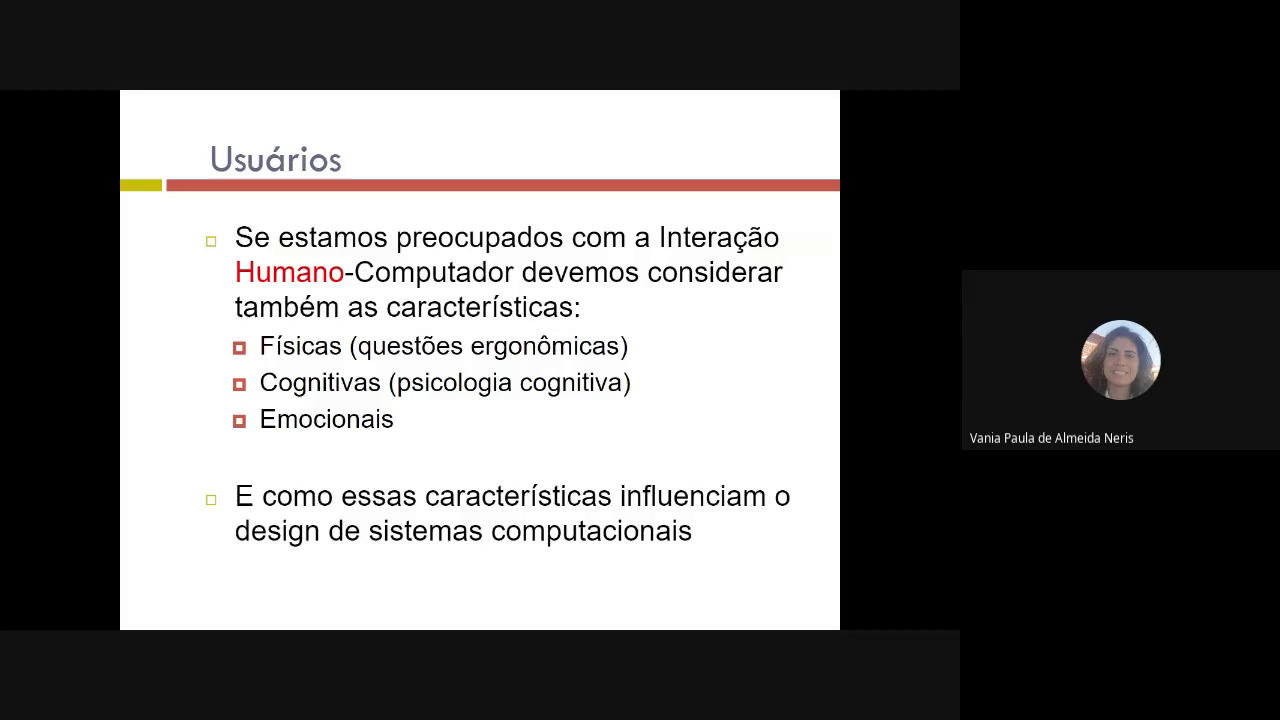 Usuários
Se estamos preocupados com a Interação
Humano-Computador devemos considerar
também as características:
Físicas (questões ergonômicas)
Cognitivas (psicologia cognitiva)
Emocionais
E como essas características influenciam o
design de sistemas computacionais
Vania Paula de Almeida Neris